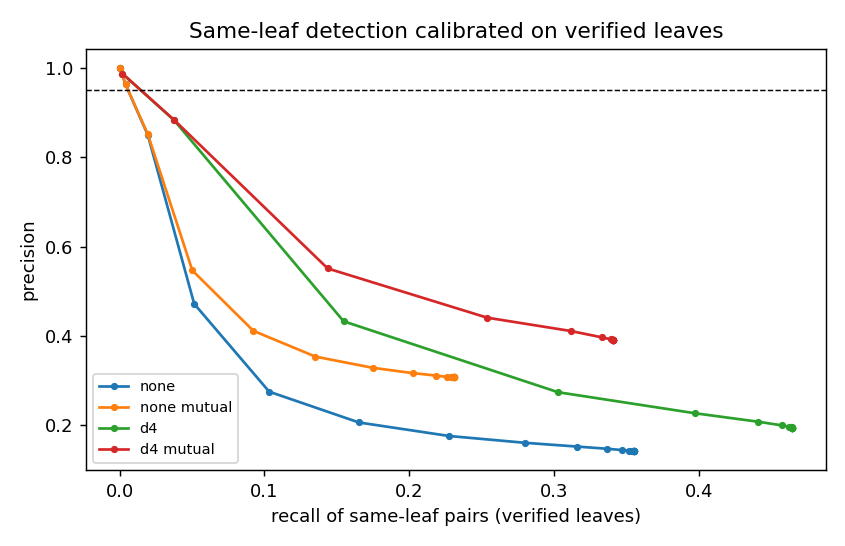 Same-leaf detection calibrated on verified leaves
precision
1.0
0.8
0.6
0.4
0.2
none
none mutual
d4
d4 mutual
0.0 0.1 0.2 0.3 0.4
recall of same-leaf pairs (verified leaves)